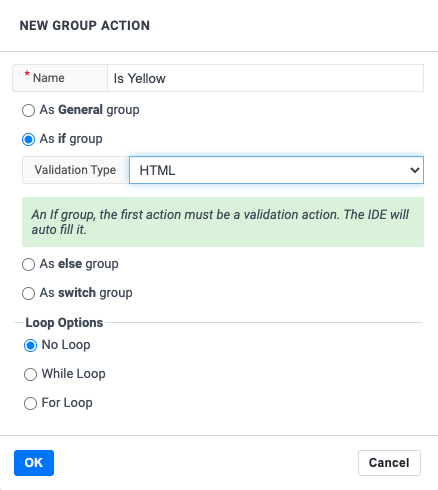 NEW GROUP ACTION
* Name Is Yellow
As General group
As if group
Validation Type HTML
An If group, the first action must be a validation action. The IDE will
auto fill it.
As else group
As switch group
Loop Options
No Loop
While Loop
For Loop
OK Cancel